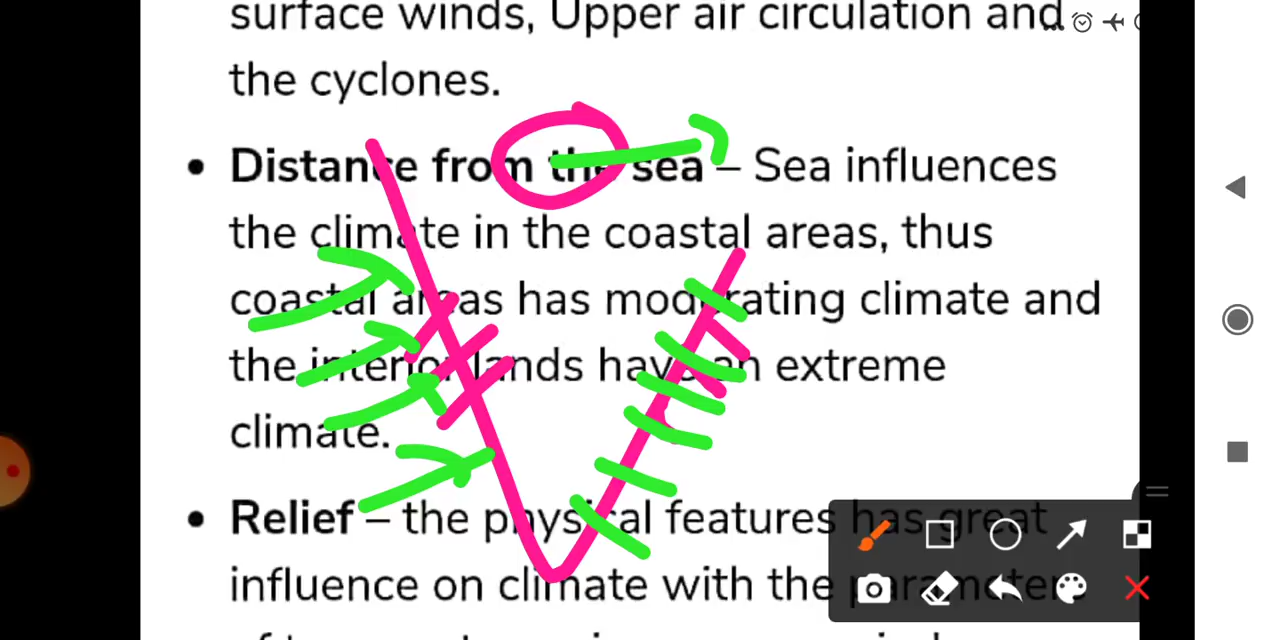 surface winds, Upper air circulation and
the cyclones.
• Distance from the sea – Sea influences
the climate in the coastal areas, thus
coastal areas has moderating climate and
the interior lands have an extreme
climate.
• Relief – the physical features has great
influence on climate with the parameters